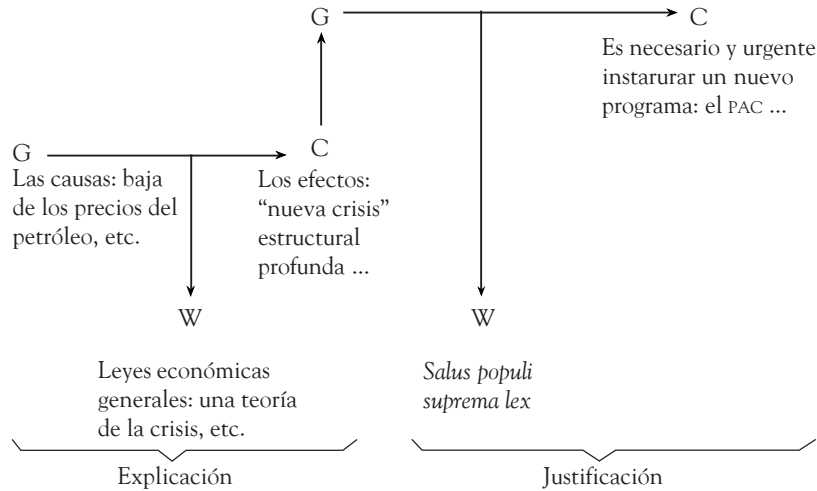 G
C
Es necesario y urgente
instarurar un nuevo
programa: el PAC ...
G
Las causas: baja
de los precios del
petróleo, etc.
C
Los efectos:
“nueva crisis”
estructural
profunda ...
W
W
Leyes económicas
generales: una teoría
de la crisis, etc.
Salus populi
suprema lex
Explicación
Justificación